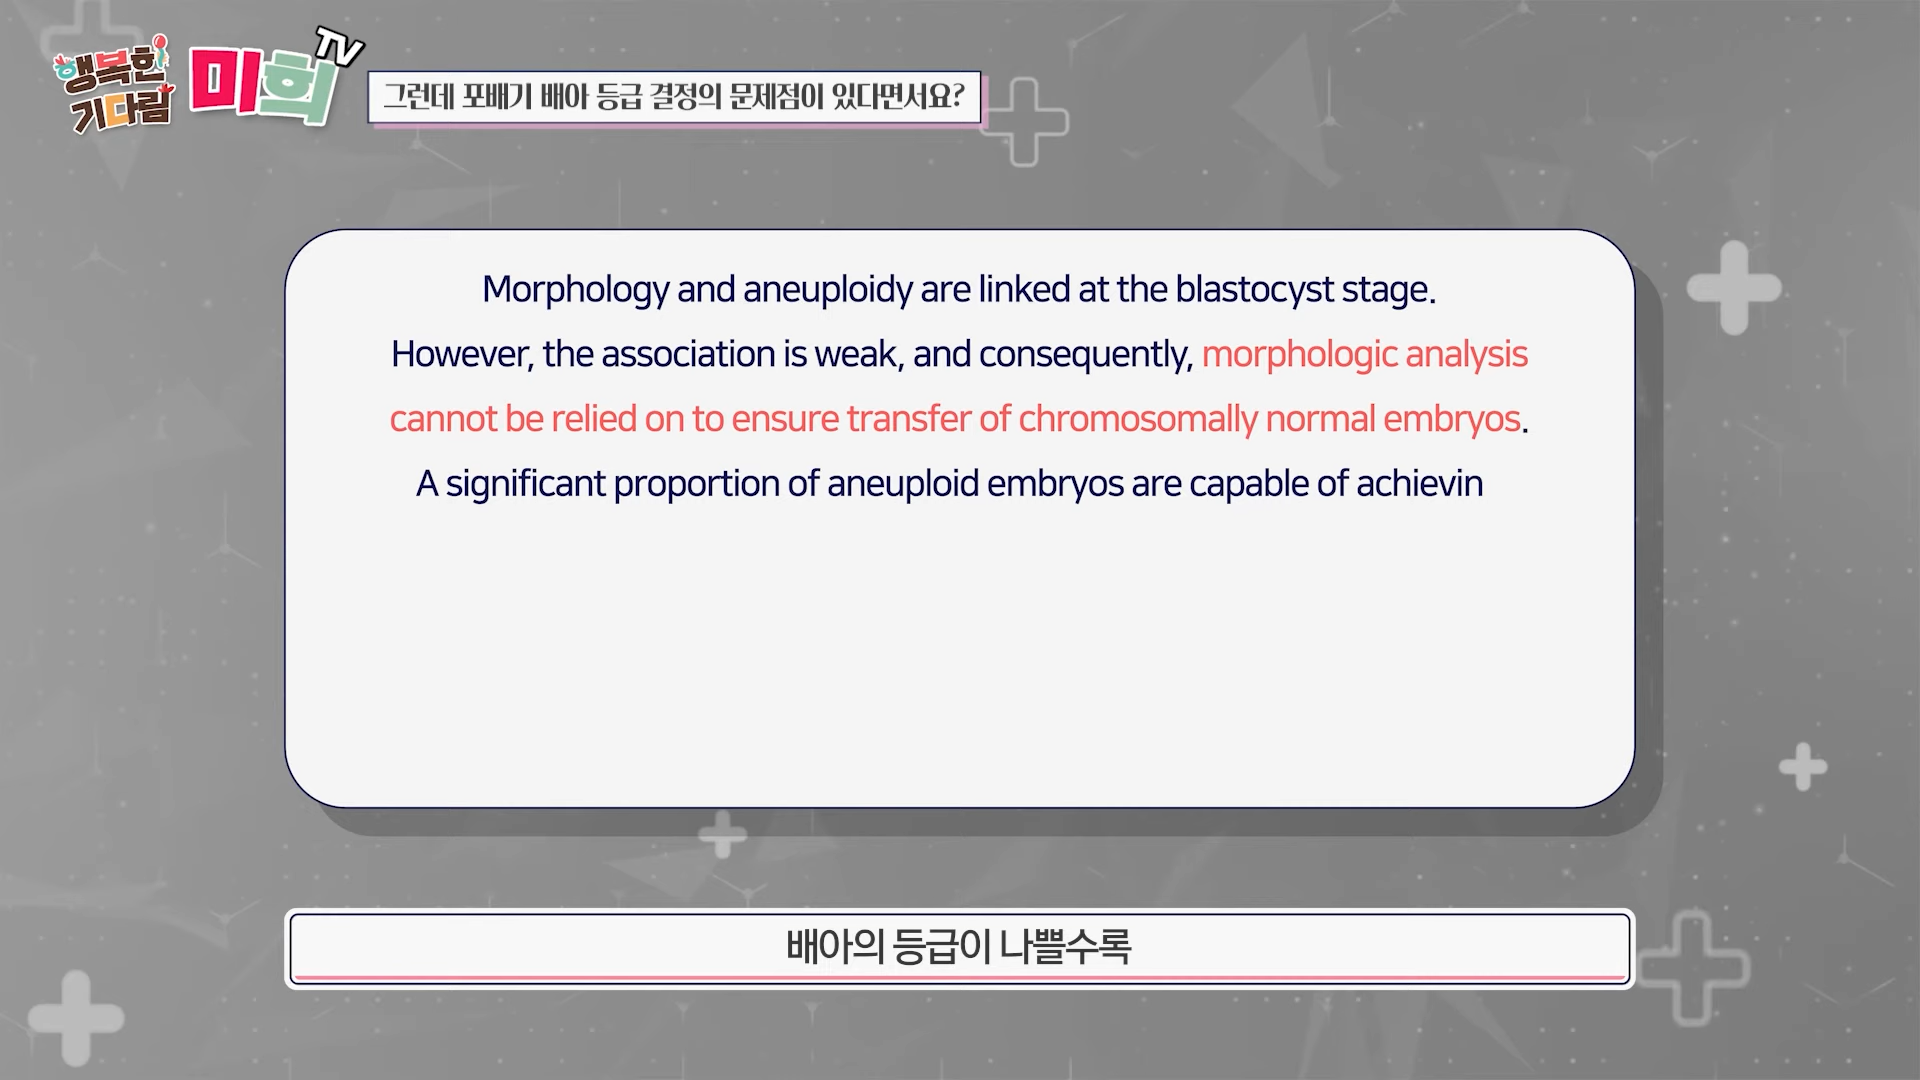 행복한
기다림
미희
TV
그런데 포배기 배아 등급 결정의 문제점이 있다면서요?
Morphology and aneuploidy are linked at the blastocyst stage.
However, the association is weak, and consequently, morphologic analysis
cannot be relied on to ensure transfer of chromosomally normal embryos.
A significant proportion of aneuploid embryos are capable of achievin
배아의 등급이 나쁠수록